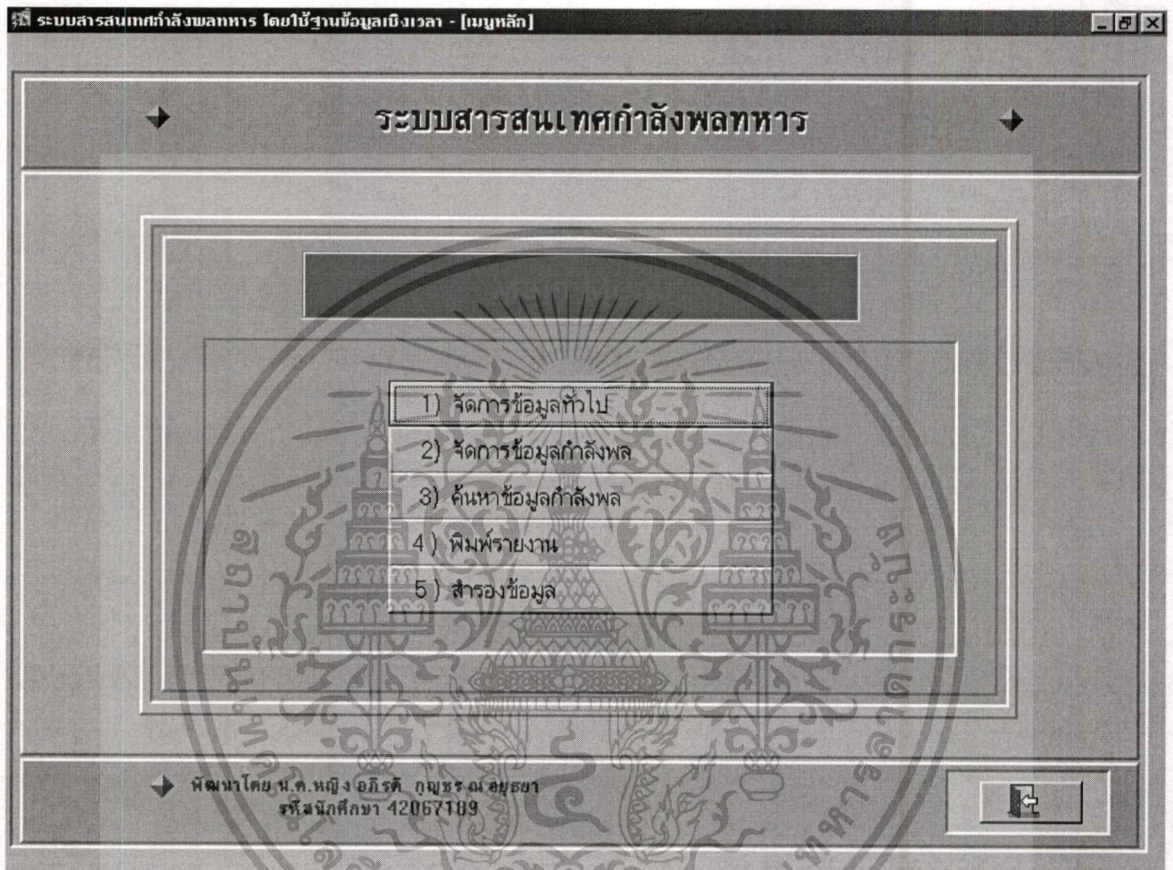 ระบบสารสนเทศกำลังพลทหาร โดยใช้ฐานข้อมูลเชิงเวลา - [เมนูหลัก]
ระบบสารสนเทศกำลังพลทหาร
1) จัดการข้อมูลทั่วไป
2) จัดการข้อมูลกำลังพล
3) ค้นหาข้อมูลกำลังพล
4 ) พิมพ์รายงาน
5 ) สำรองข้อมูล
พัฒนาโดย น.ต.หญิง อภิรดี กุญชร ณ อยุธยา
รหัสนักศึกษา 42067189